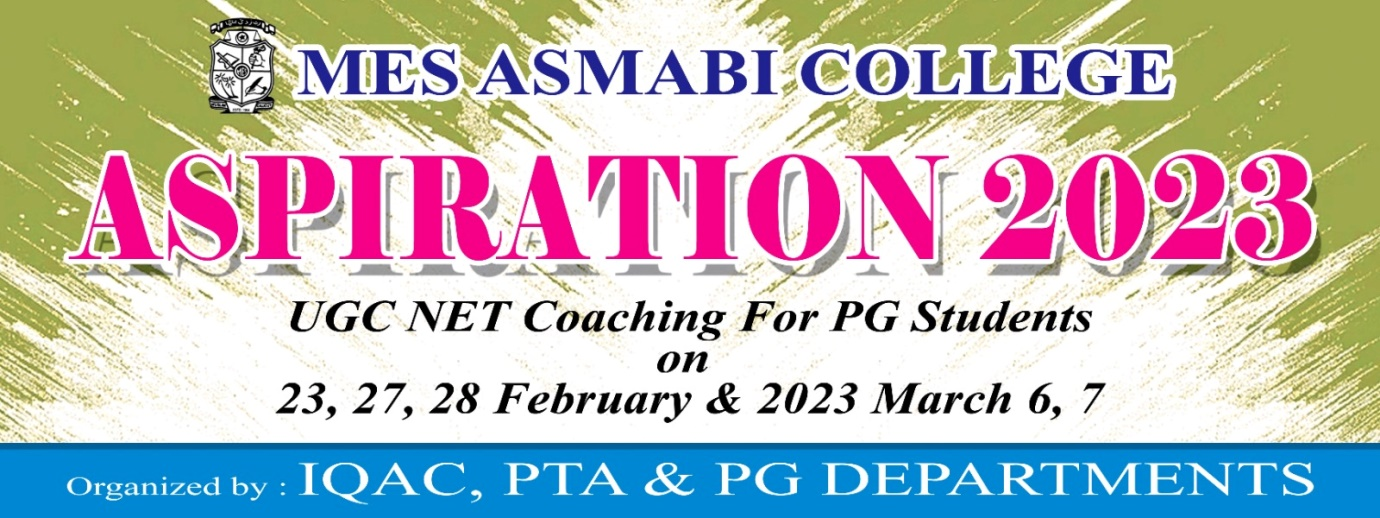 MES ASMABI COLLEGE
ASPIRATION 2023
UGC NET Coaching For PG Students
on
23, 27, 28 February & 2023 March 6, 7
Organized by : IQAC, PTA & PG DEPARTMENTS